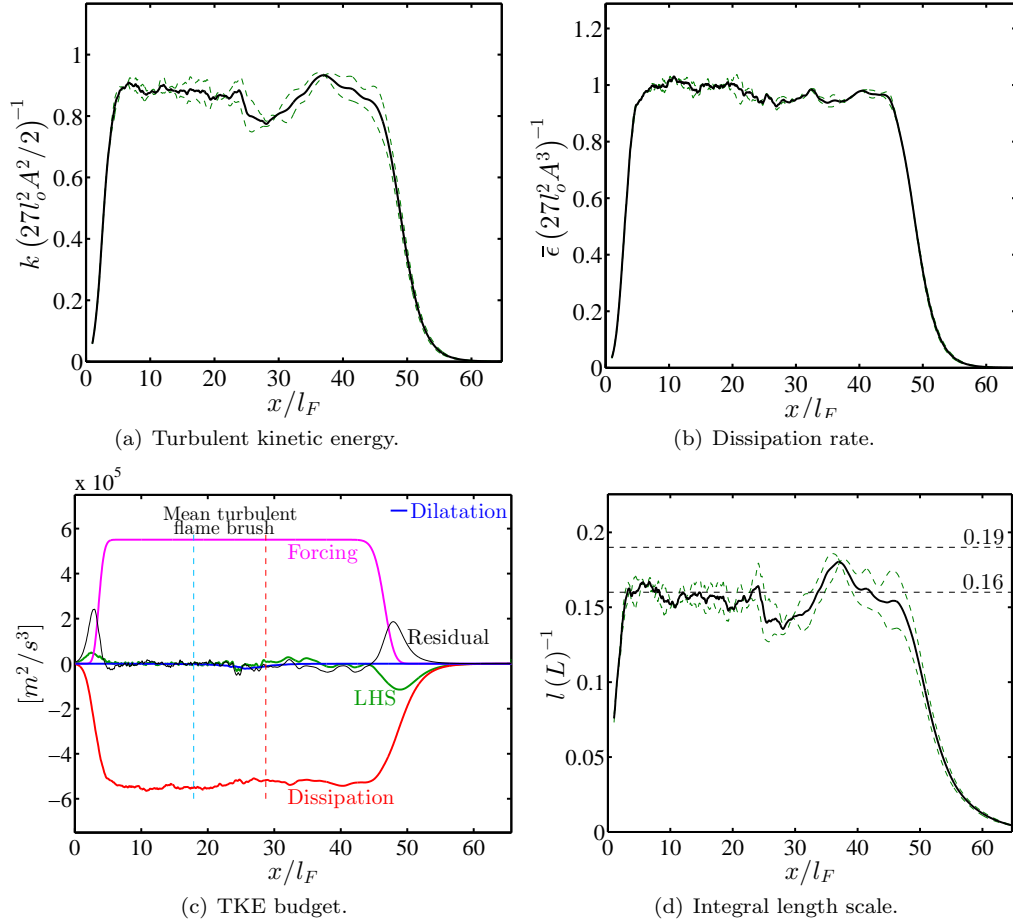 1
0.8
0.6
0.4
0.2
0
k (27l_o^2 A^2/2)^{-1}
0 10 20 30 40 50 60
x/l_F
(a) Turbulent kinetic energy.
1.2
1
0.8
0.6
0.4
0.2
0
ϵ̅ (27l_o^2 A^3)^{-1}
0 10 20 30 40 50 60
x/l_F
(b) Dissipation rate.
x 10^5
6
4
2
0
−2
−4
−6
[m^2/s^3]
Mean turbulent
flame brush
Dilatation
Forcing
Residual
LHS
Dissipation
0 10 20 30 40 50 60
x/l_F
(c) TKE budget.
0.2
0.15
0.1
0.05
0
l (L)^{-1}
0.19
0.16
0 10 20 30 40 50 60
x/l_F
(d) Integral length scale.